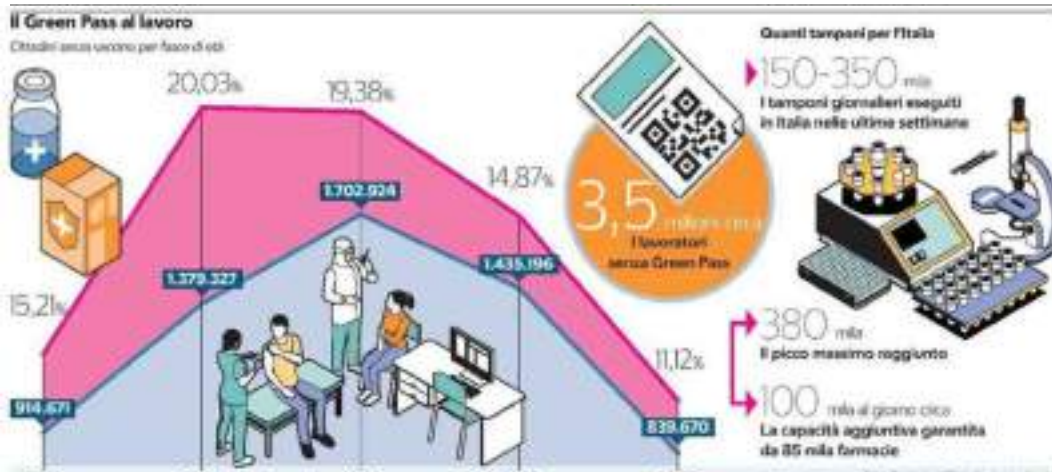 Il Green Pass al lavoro
Cittadini senza vaccino per fasce di età
20,03%
19,38%
14,87%
15,21%
11,12%
1.702.924
1.379.327
1.435.196
914.671
839.670
3,5 milioni circa
I lavoratori
senza Green Pass
Quanti tamponi per l'Italia
150-350 mila
I tamponi giornalieri eseguiti
in Italia nelle ultime settimane
380 mila
Il picco massimo raggiunto
100 mila al giorno circa
La capacità aggiuntiva garantita
da 85 mila farmacie